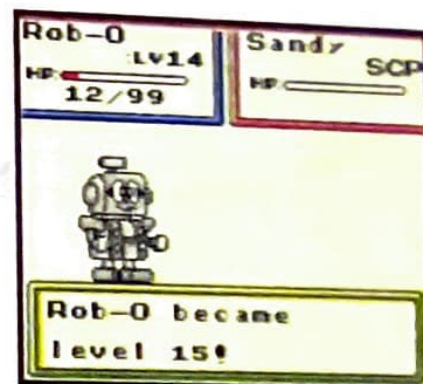 Rob-O
Lv14
HP
12/99
Sandy
SCP
HP
Rob-O became
level 15!